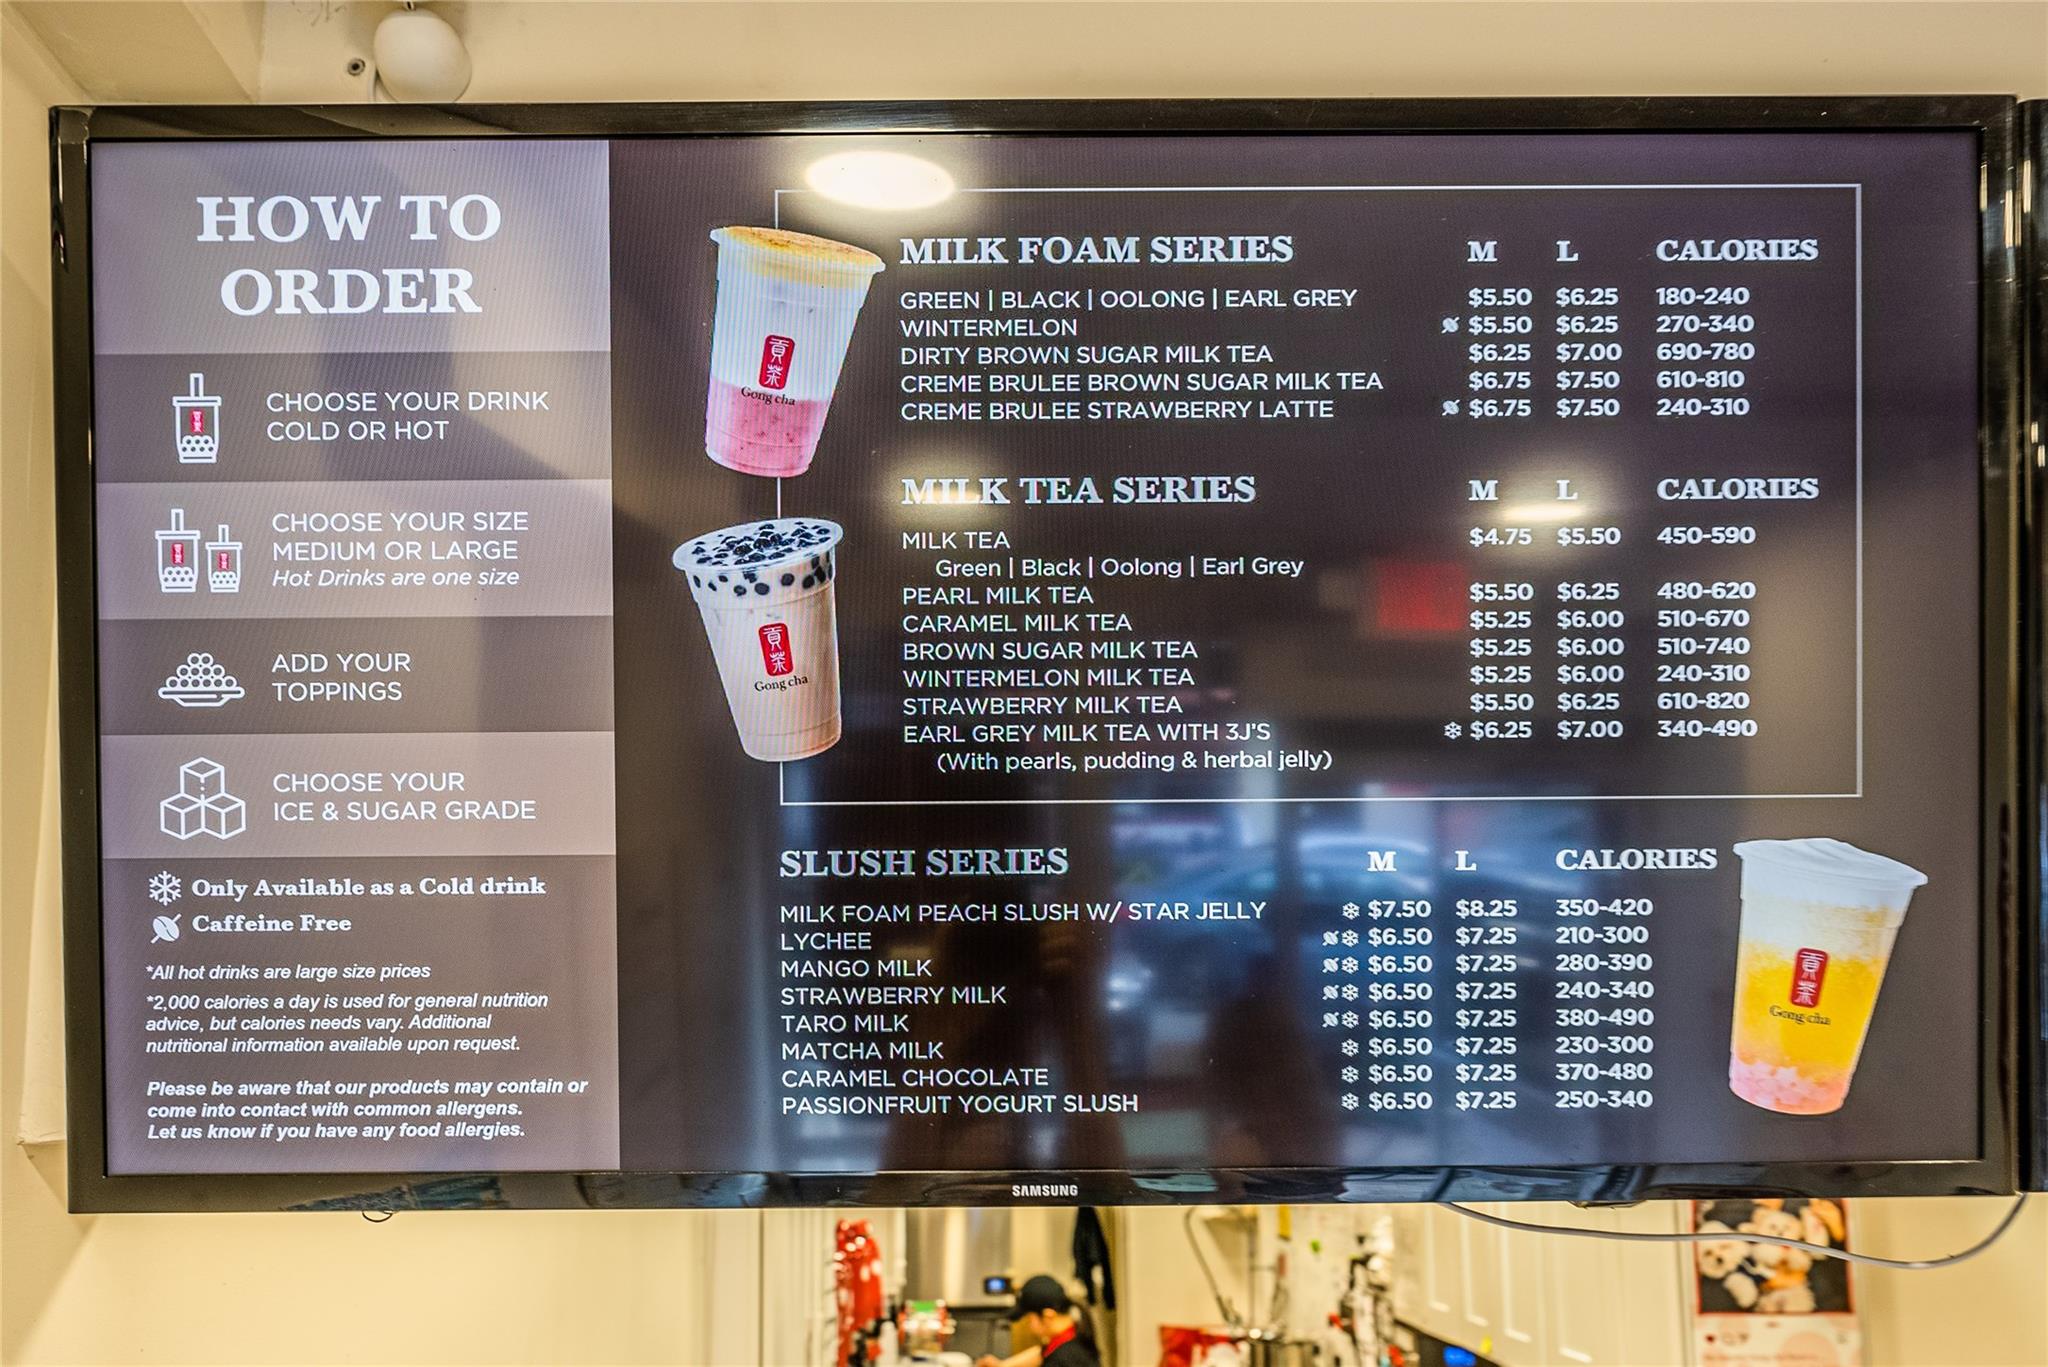 HOW TO
ORDER
CHOOSE YOUR DRINK
COLD OR HOT
CHOOSE YOUR SIZE
MEDIUM OR LARGE
Hot Drinks are one size
ADD YOUR
TOPPINGS
CHOOSE YOUR
ICE & SUGAR GRADE
Only Available as a Cold drink
Caffeine Free
*All hot drinks are large size prices
*2,000 calories a day is used for general nutrition
advice, but calories needs vary. Additional
nutritional information available upon request.
Please be aware that our products may contain or
come into contact with common allergens.
Let us know if you have any food allergies.
貢茶
Gong cha
MILK FOAM SERIES M L CALORIES
GREEN | BLACK | OOLONG | EARL GREY $5.50 $6.25 180-240
WINTERMELON $5.50 $6.25 270-340
DIRTY BROWN SUGAR MILK TEA $6.25 $7.00 690-780
CREME BRULEE BROWN SUGAR MILK TEA $6.75 $7.50 610-810
CREME BRULEE STRAWBERRY LATTE $6.75 $7.50 240-310
貢茶
Gong cha
MILK TEA SERIES M L CALORIES
MILK TEA $4.75 $5.50 450-590
Green | Black | Oolong | Earl Grey
PEARL MILK TEA $5.50 $6.25 480-620
CARAMEL MILK TEA $5.25 $6.00 510-670
BROWN SUGAR MILK TEA $5.25 $6.00 510-740
WINTERMELON MILK TEA $5.25 $6.00 240-310
STRAWBERRY MILK TEA $5.50 $6.25 610-820
EARL GREY MILK TEA WITH 3J'S $6.25 $7.00 340-490
(With pearls, pudding & herbal jelly)
SLUSH SERIES M L CALORIES
MILK FOAM PEACH SLUSH W/ STAR JELLY $7.50 $8.25 350-420
LYCHEE $6.50 $7.25 210-300
MANGO MILK $6.50 $7.25 280-390
STRAWBERRY MILK $6.50 $7.25 240-340
TARO MILK $6.50 $7.25 380-490
MATCHA MILK $6.50 $7.25 230-300
CARAMEL CHOCOLATE $6.50 $7.25 370-480
PASSIONFRUIT YOGURT SLUSH $6.50 $7.25 250-340
貢茶
Gong cha
SAMSUNG